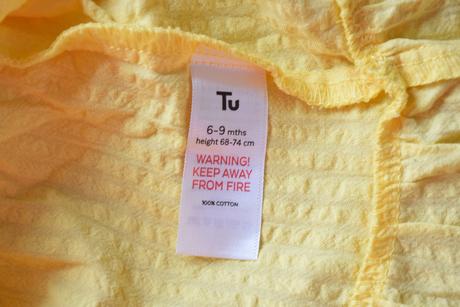 Tu
6-9 mths
height 68-74 cm
WARNING!
KEEP AWAY
FROM FIRE
100% COTTON